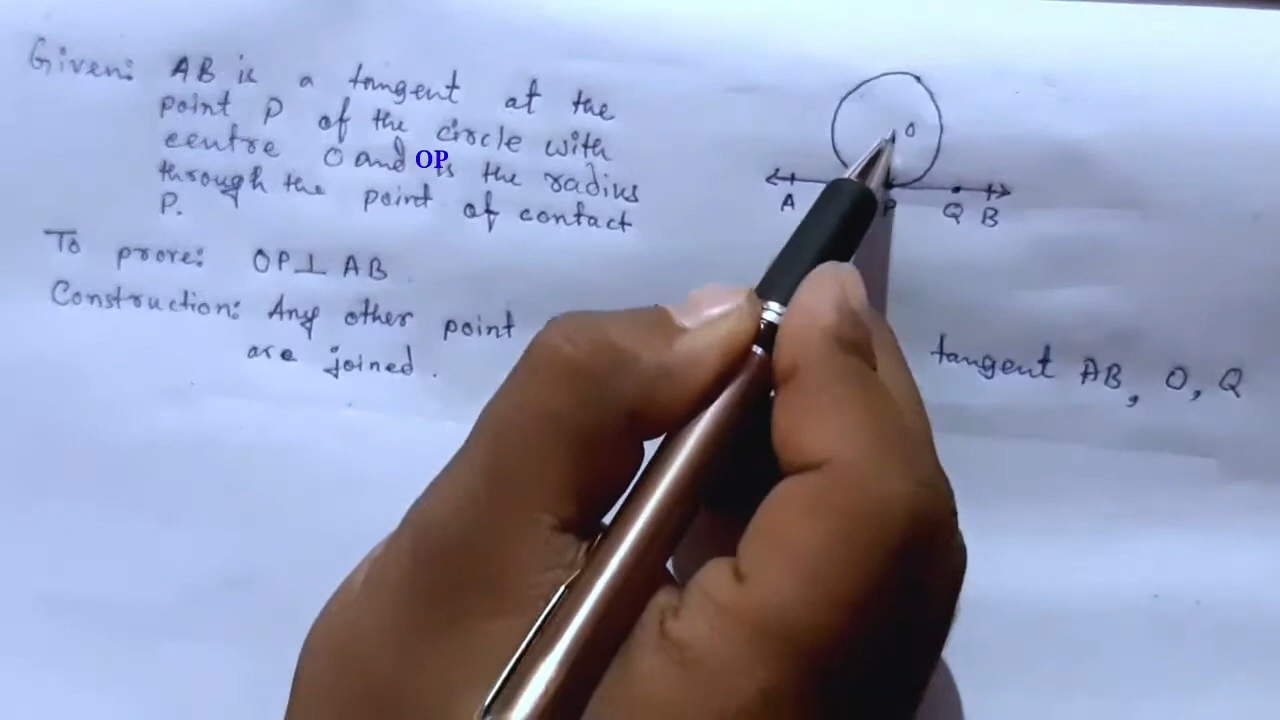 Given: AB is a tangent at the
point P of the circle with
centre O and OP is the radius
through the point of contact
P.
To prove: OP⊥AB
Construction: Any other point tangent AB, O, Q
are joined.
O
A P Q B